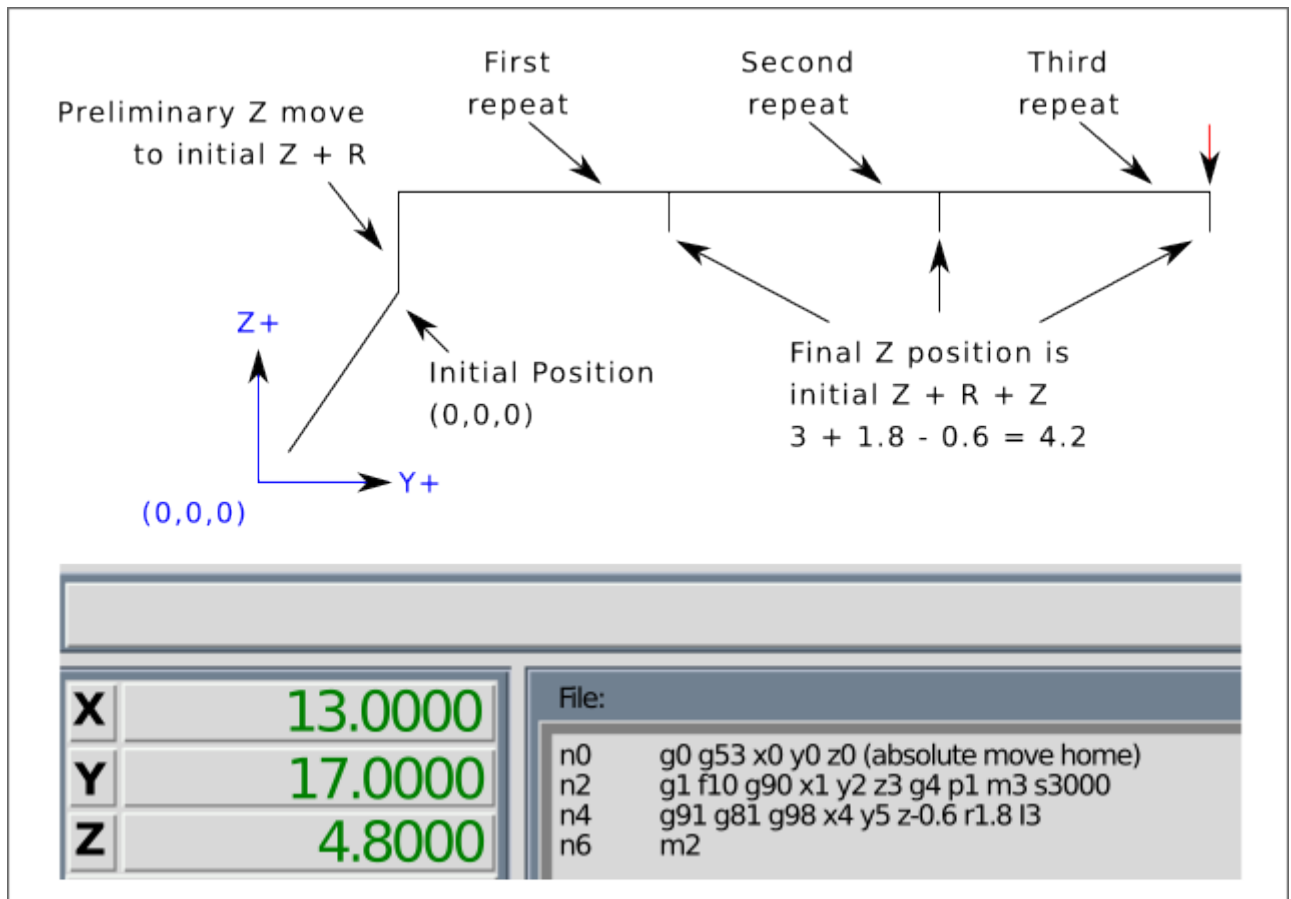 First
repeat
Second
repeat
Third
repeat
Preliminary Z move
to initial Z + R
Z+
Initial Position
(0,0,0)
Final Z position is
initial Z + R + Z
3 + 1.8 - 0.6 = 4.2
Y+
(0,0,0)
X 13.0000
Y 17.0000
Z 4.8000
File:
n0 g0 g53 x0 y0 z0 (absolute move home)
n2 g1 f10 g90 x1 y2 z3 g4 p1 m3 s3000
n4 g91 g81 g98 x4 y5 z-0.6 r1.8 l3
n6 m2